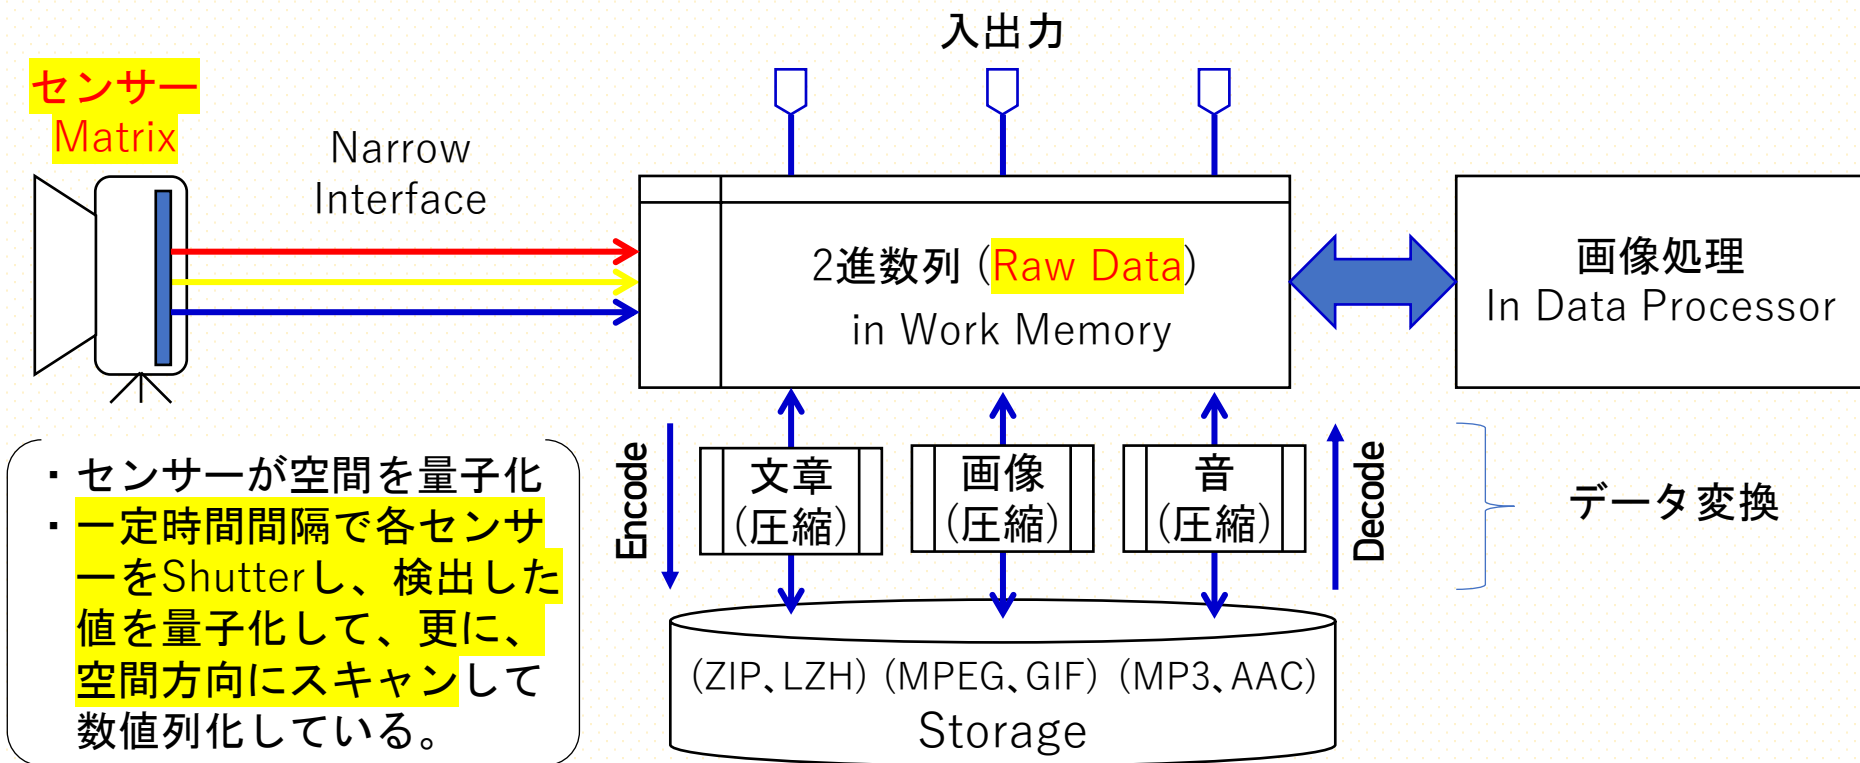 入出力
センサー
Matrix
Narrow
Interface
2進数列 (Raw Data)
in Work Memory
画像処理
In Data Processor
・センサーが空間を量子化
・一定時間間隔で各センサ
ーをShutterし、検出した
値を量子化して、更に、
空間方向にスキャンして
数値列化している。
Encode
文章
(圧縮)
画像
(圧縮)
音
(圧縮)
Decode
データ変換
(ZIP、LZH) (MPEG、GIF) (MP3、AAC)
Storage